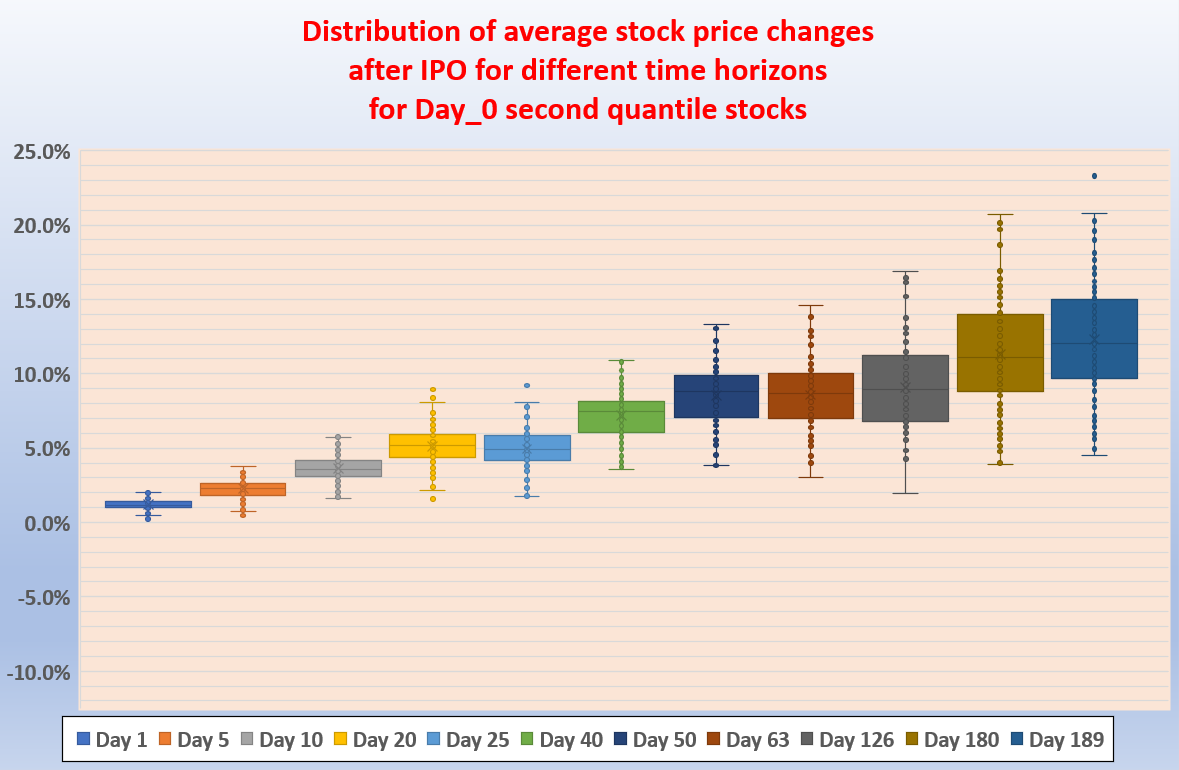 Distribution of average stock price changes
after IPO for different time horizons
for Day_0 second quantile stocks
25.0%
20.0%
15.0%
10.0%
5.0%
0.0%
-5.0%
-10.0%
Day 1 Day 5 Day 10 Day 20 Day 25 Day 40 Day 50 Day 63 Day 126 Day 180 Day 189